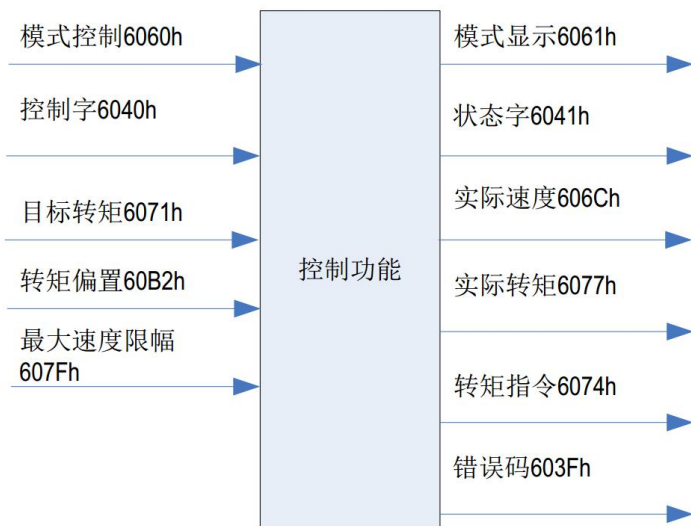 模式控制6060h
控制字6040h
目标转矩6071h
转矩偏置60B2h
最大速度限幅
607Fh
控制功能
模式显示6061h
状态字6041h
实际速度606Ch
实际转矩6077h
转矩指令6074h
错误码603Fh